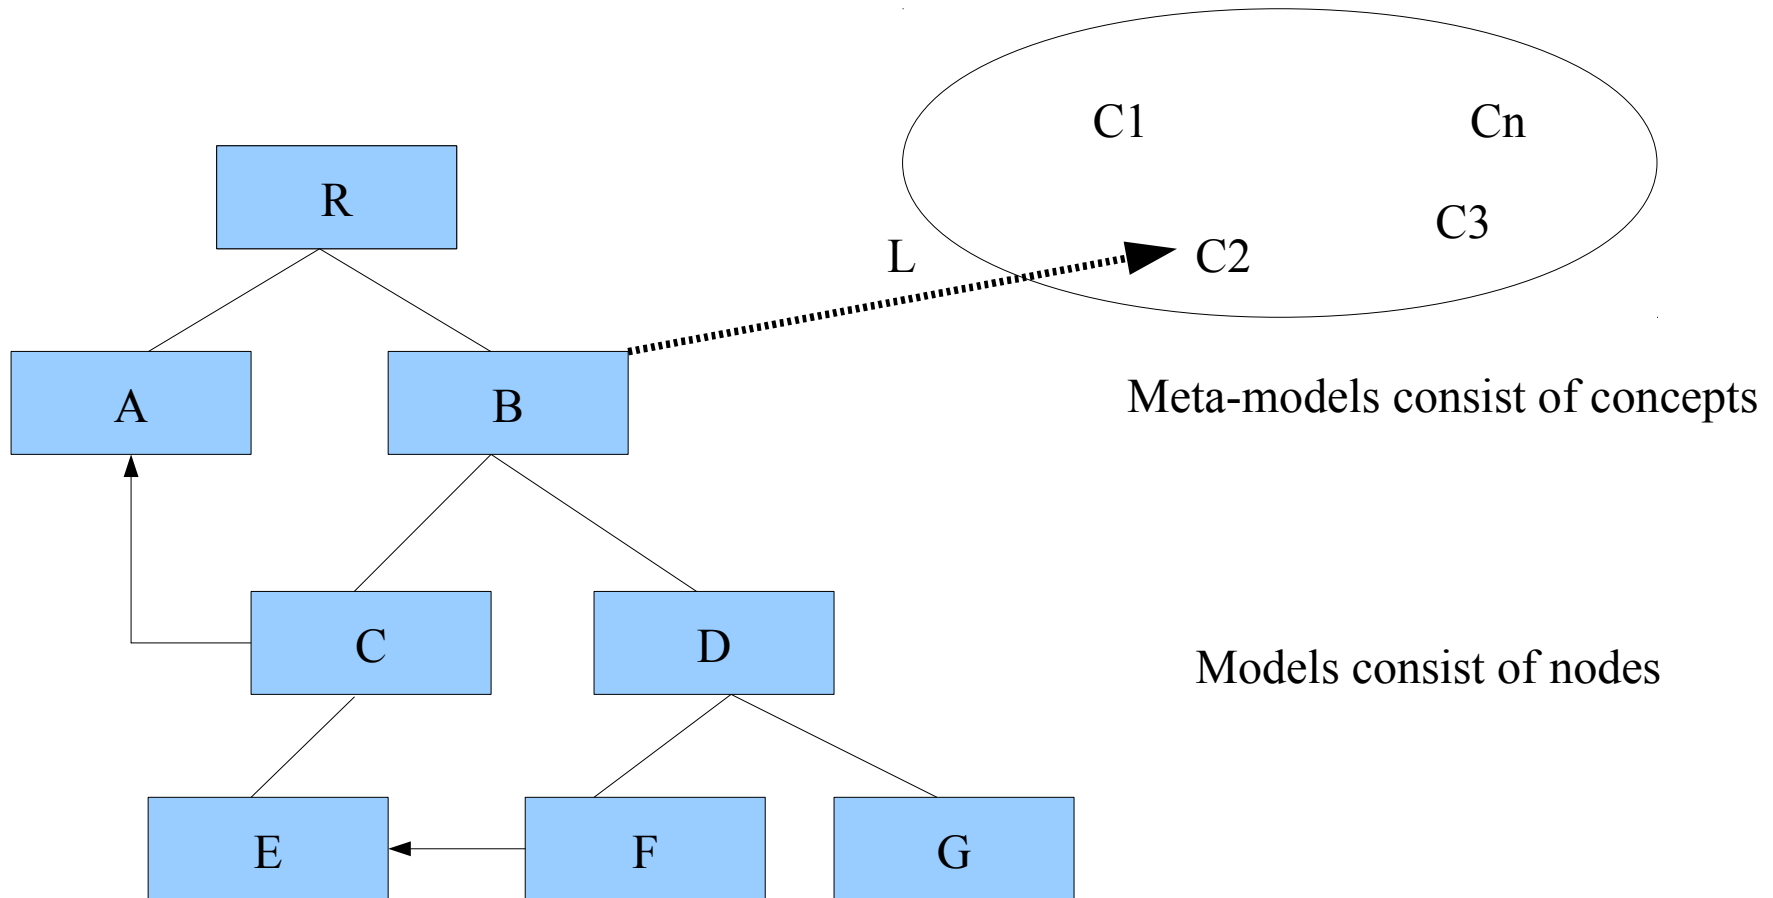 C1
Cn
R
C3
L
C2
Meta-models consist of concepts
A
B
C
D
Models consist of nodes
E
F
G